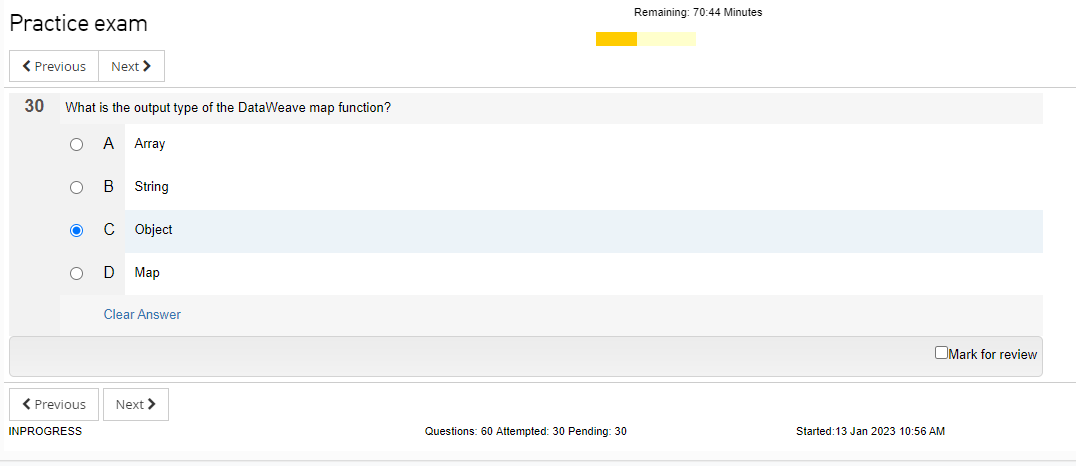 Practice exam
Remaining: 70:44 Minutes
Previous Next
30 What is the output type of the DataWeave map function?
A Array
B String
C Object
D Map
Clear Answer
Mark for review
Previous Next
INPROGRESS Questions: 60 Attempted: 30 Pending: 30 Started:13 Jan 2023 10:56 AM